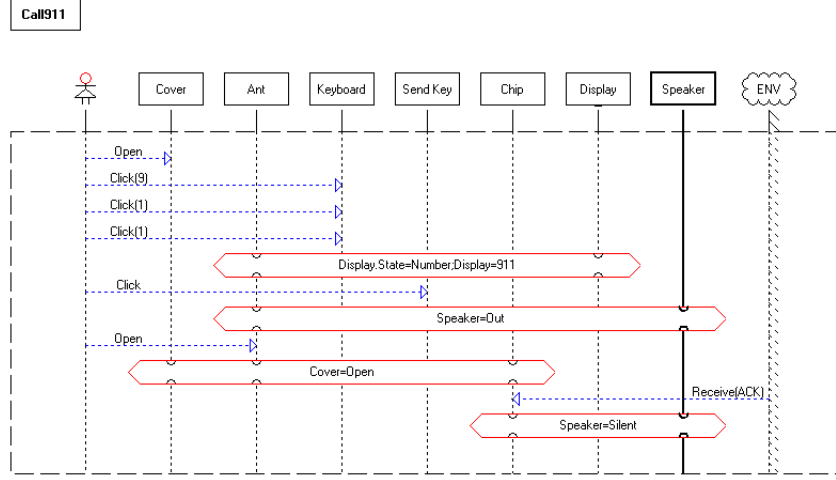 Call911
Cover Ant Keyboard Send Key Chip Display Speaker ENV
Open
Click(9)
Click(1)
Click(1)
Display.State=Number;Display=911
Click
Speaker=Out
Open
Cover=Open
Receive(ACK)
Speaker=Silent